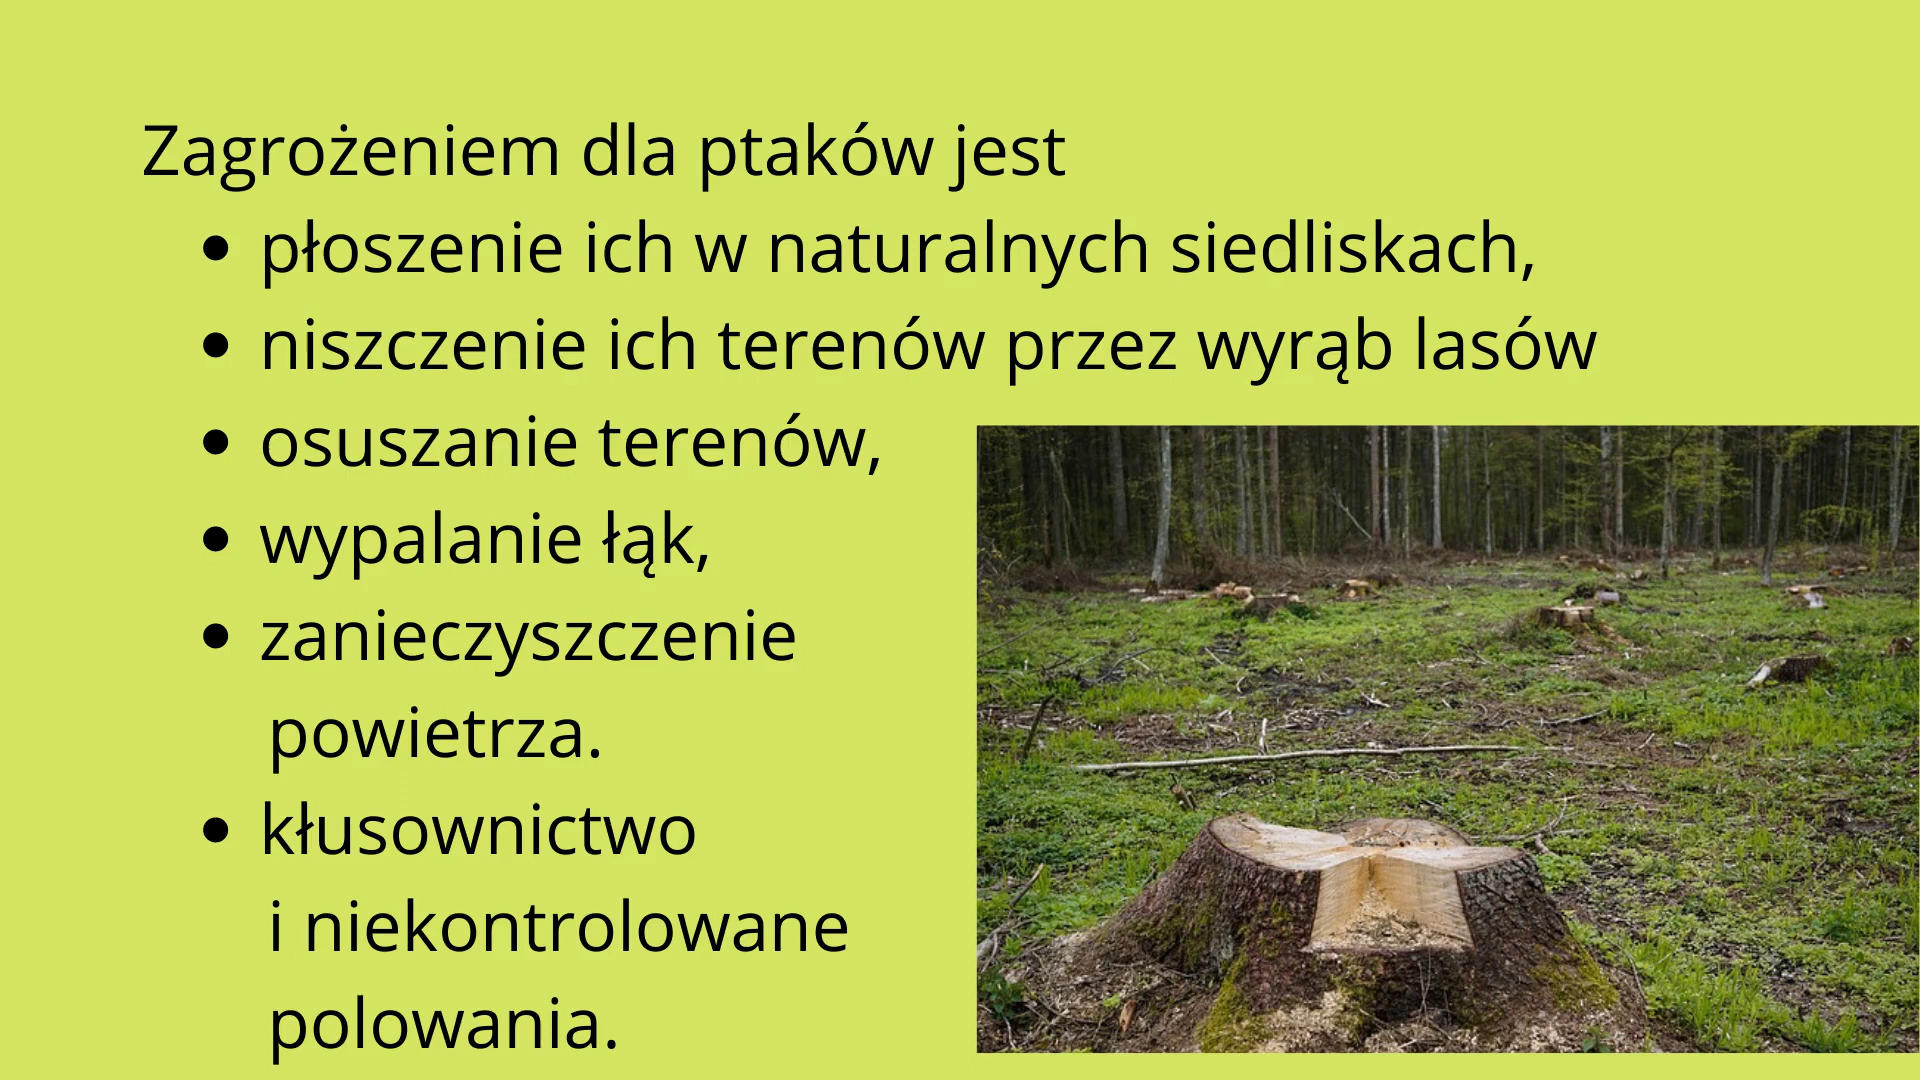 Zagrożeniem dla ptaków jest
• płoszenie ich w naturalnych siedliskach,
• niszczenie ich terenów przez wyrąb lasów
• osuszanie terenów,
• wypalanie łąk,
• zanieczyszczenie
powietrza.
• kłusownictwo
i niekontrolowane
polowania.